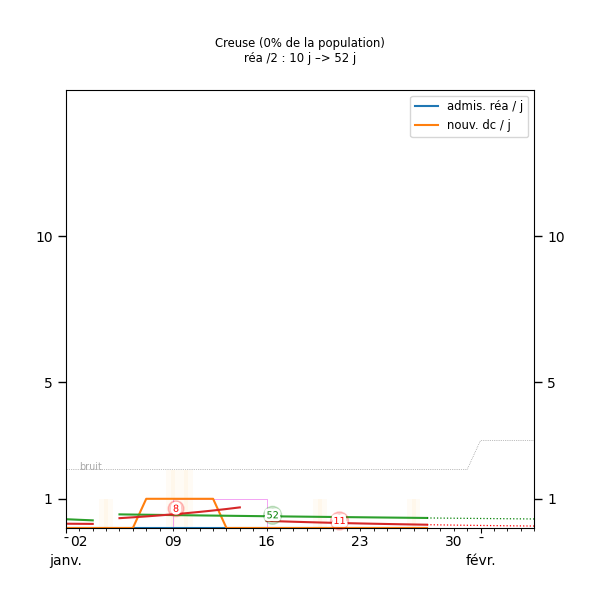 Creuse (0% de la population)
réa /2 : 10 j –> 52 j
admis. réa / j
nouv. dc / j
10 10
5 5
bruit
1 1
8
52
11
02 09 16 23 30 -
janv. févr.